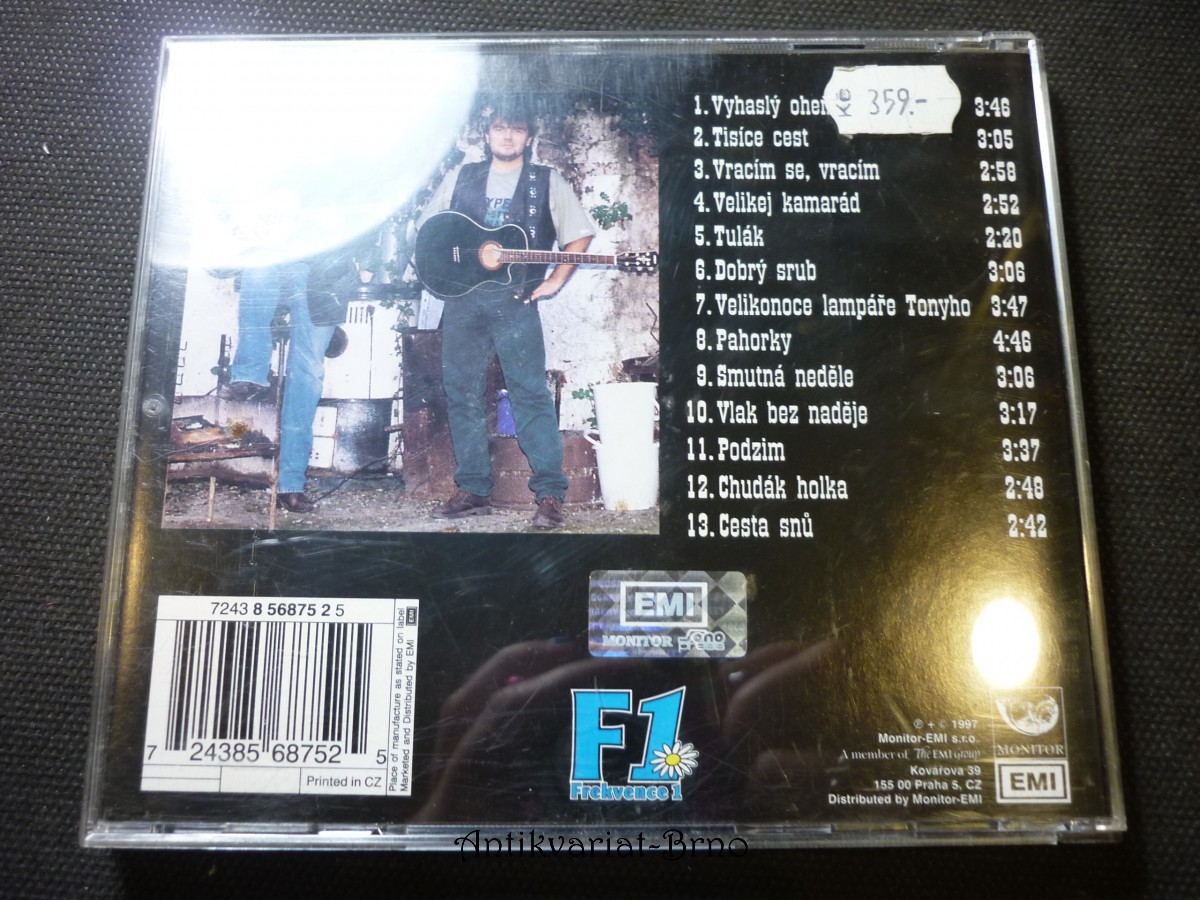 1. Vyhaslý oheň 3:46
Kč 359.-
2. Tisíce cest 3:05
3. Vracím se, vracím 2:58
4. Velikej kamarád 2:52
5. Tulák 2:20
6. Dobrý srub 3:06
7. Velikonoce lampáře Tonyho 3:47
8. Pahorky 4:46
9. Smutná neděle 3:06
10. Vlak bez naděje 3:17
11. Podzim 3:37
12. Chudák holka 2:48
13. Cesta snů 2:42
7243 8 56875 2 5
7 24385 68752 5
Printed in CZ
Place of manufacture as stated on label
Marketed and Distributed by EMI
EMI
EMI
MONITOR
F1
Frekvence 1
℗ + © 1997
Monitor-EMI s.r.o.
A member of The EMI Group
Kovářova 39
155 00 Praha 5, CZ
Distributed by Monitor-EMI
MONITOR
EMI
Antikvariat-Brno